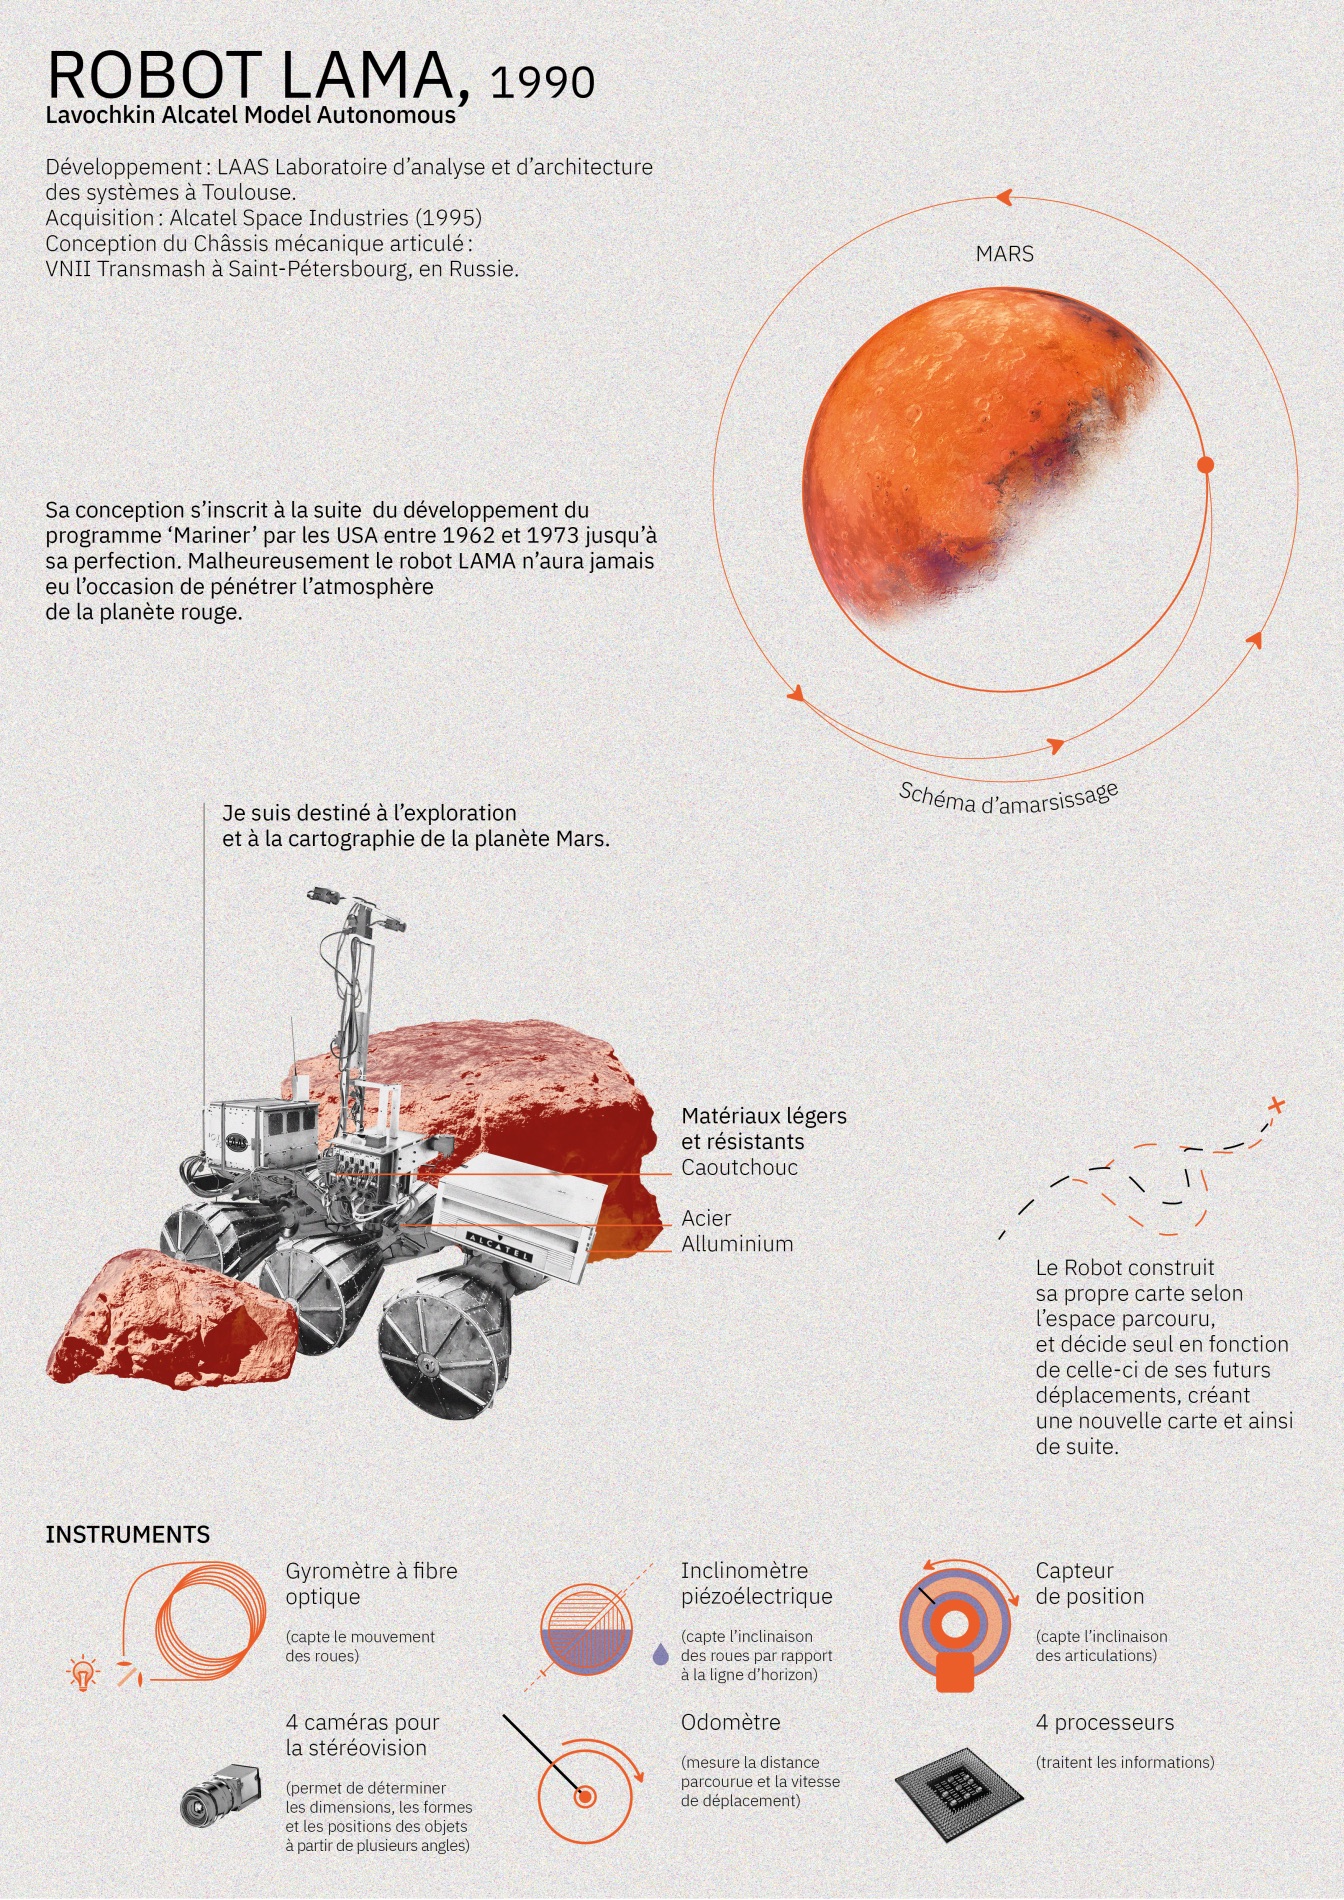 ROBOT LAMA, 1990
Lavochkin Alcatel Model Autonomous
Développement : LAAS Laboratoire d’analyse et d’architecture
des systèmes à Toulouse.
Acquisition : Alcatel Space Industries (1995)
Conception du Châssis mécanique articulé :
VNII Transmash à Saint-Pétersbourg, en Russie.
MARS
Sa conception s’inscrit à la suite du développement du
programme ‘Mariner’ par les USA entre 1962 et 1973 jusqu’à
sa perfection. Malheureusement le robot LAMA n’aura jamais
eu l’occasion de pénétrer l’atmosphère
de la planète rouge.
Schéma d’amarsissage
Je suis destiné à l’exploration
et à la cartographie de la planète Mars.
LAAS
ALCATEL
Matériaux légers
et résistants
Caoutchouc
Acier
Alluminium
Le Robot construit
sa propre carte selon
l’espace parcouru,
et décide seul en fonction
de celle-ci de ses futurs
déplacements, créant
une nouvelle carte et ainsi
de suite.
INSTRUMENTS
Gyromètre à fibre
optique
(capte le mouvement
des roues)
Inclinomètre
piézoélectrique
(capte l’inclinaison
des roues par rapport
à la ligne d’horizon)
Capteur
de position
(capte l’inclinaison
des articulations)
4 caméras pour
la stéréovision
(permet de déterminer
les dimensions, les formes
et les positions des objets
à partir de plusieurs angles)
Odomètre
(mesure la distance
parcourue et la vitesse
de déplacement)
4 processeurs
(traitent les informations)